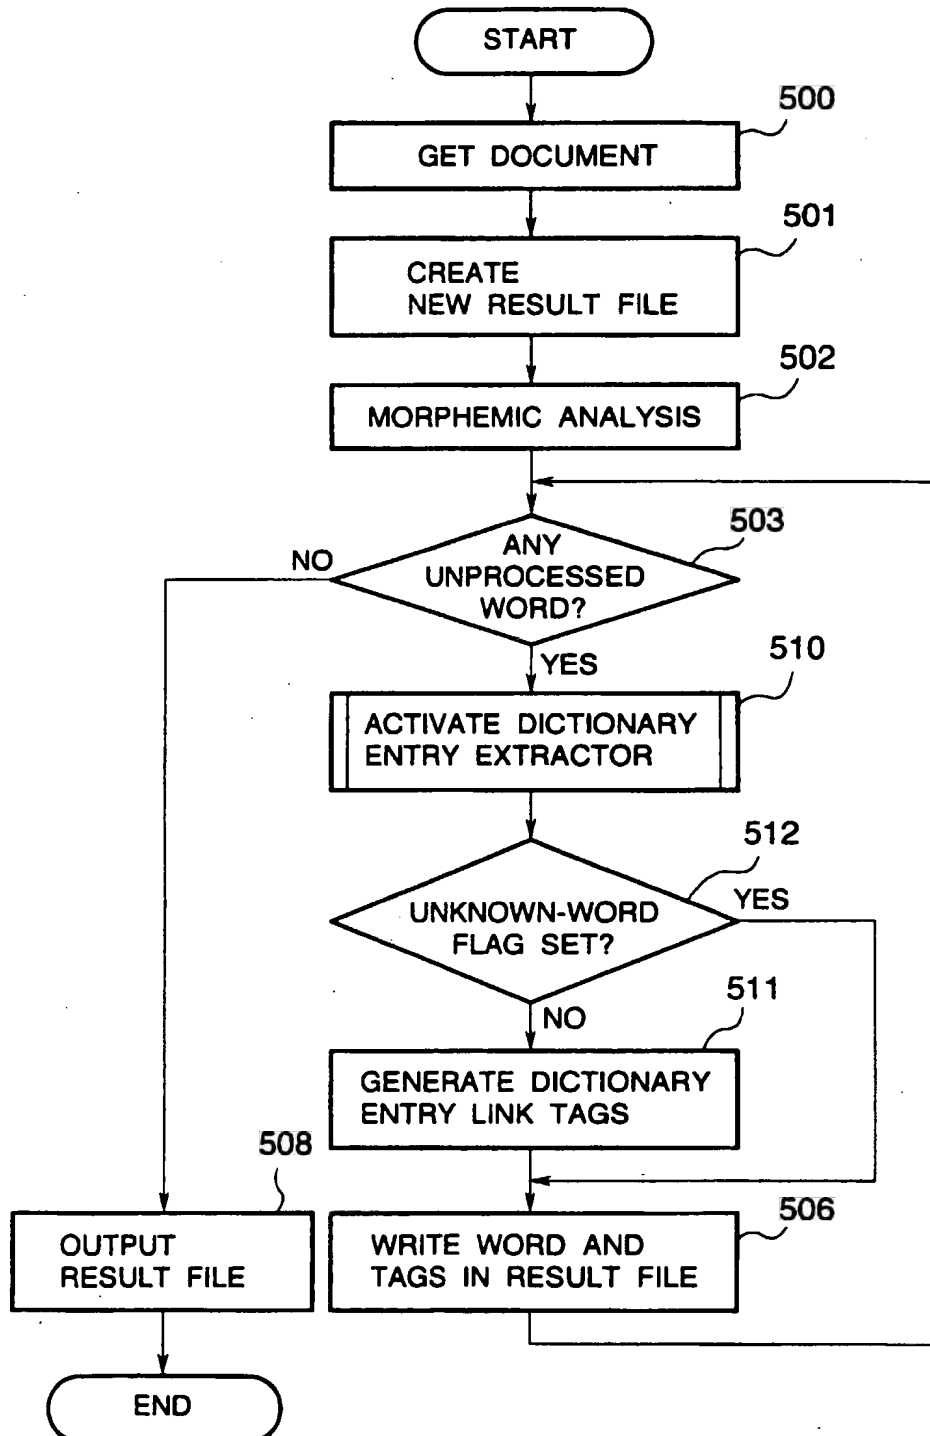 START
500
GET DOCUMENT
501
CREATE
NEW RESULT FILE
502
MORPHEMIC ANALYSIS
503
NO
ANY
UNPROCESSED
WORD?
YES
510
ACTIVATE DICTIONARY
ENTRY EXTRACTOR
512
YES
UNKNOWN-WORD
FLAG SET?
NO
511
GENERATE DICTIONARY
ENTRY LINK TAGS
508
506
OUTPUT
RESULT FILE
WRITE WORD AND
TAGS IN RESULT FILE
END